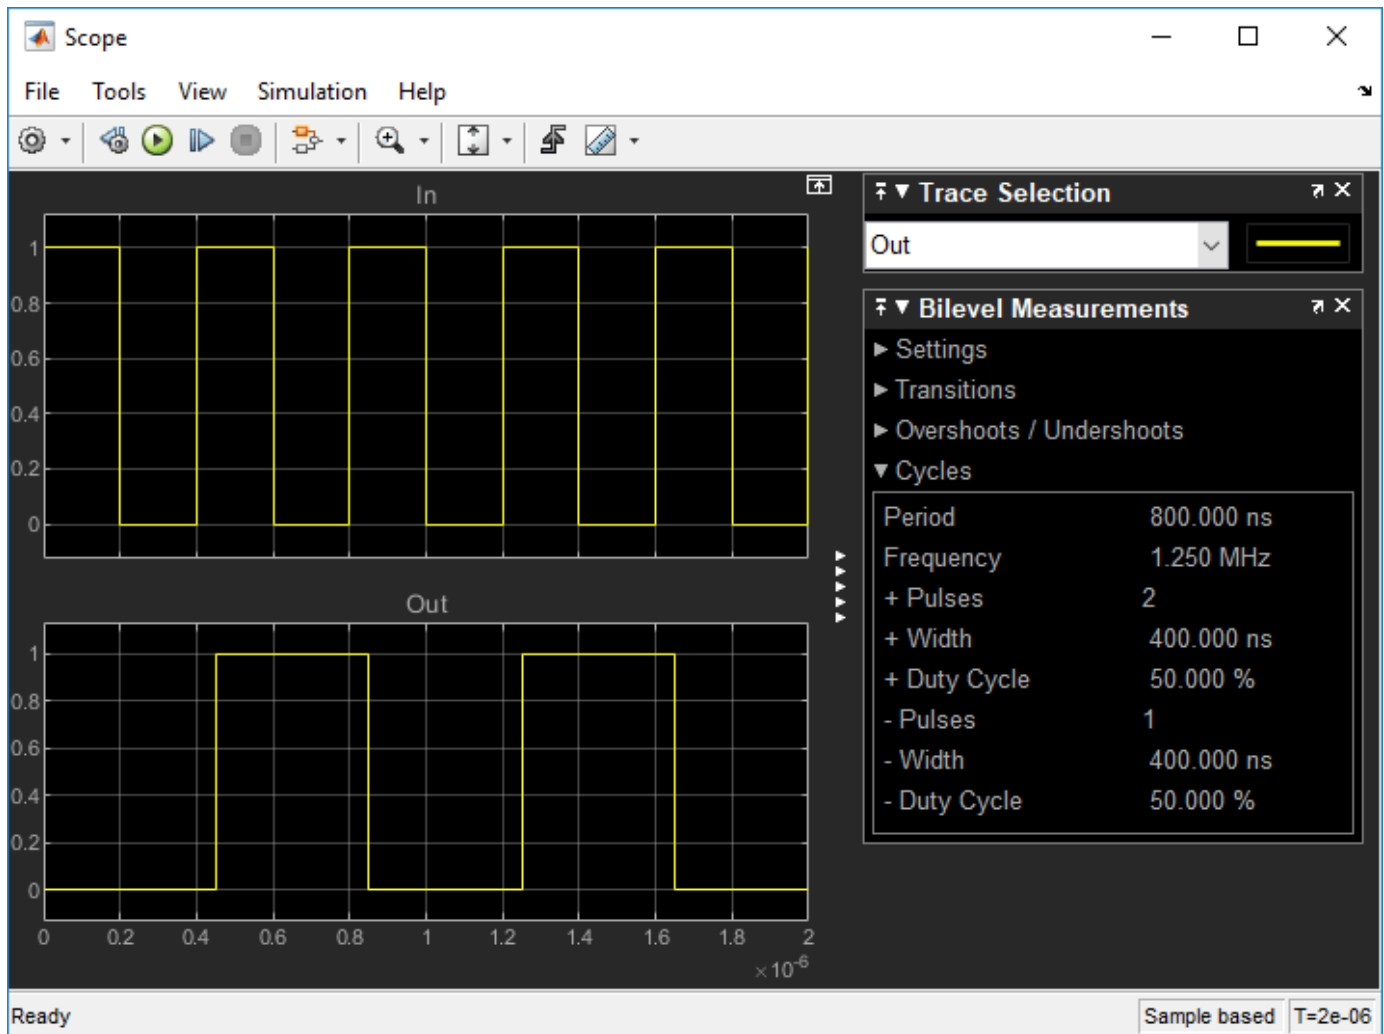 Scope
File Tools View Simulation Help
In
1
0.8
0.6
0.4
0.2
0
Out
1
0.8
0.6
0.4
0.2
0
0 0.2 0.4 0.6 0.8 1 1.2 1.4 1.6 1.8 2
×10⁻⁶
Trace Selection
Out
Bilevel Measurements
Settings
Transitions
Overshoots / Undershoots
Cycles
Period 800.000 ns
Frequency 1.250 MHz
+ Pulses 2
+ Width 400.000 ns
+ Duty Cycle 50.000 %
- Pulses 1
- Width 400.000 ns
- Duty Cycle 50.000 %
Ready Sample based T=2e-06